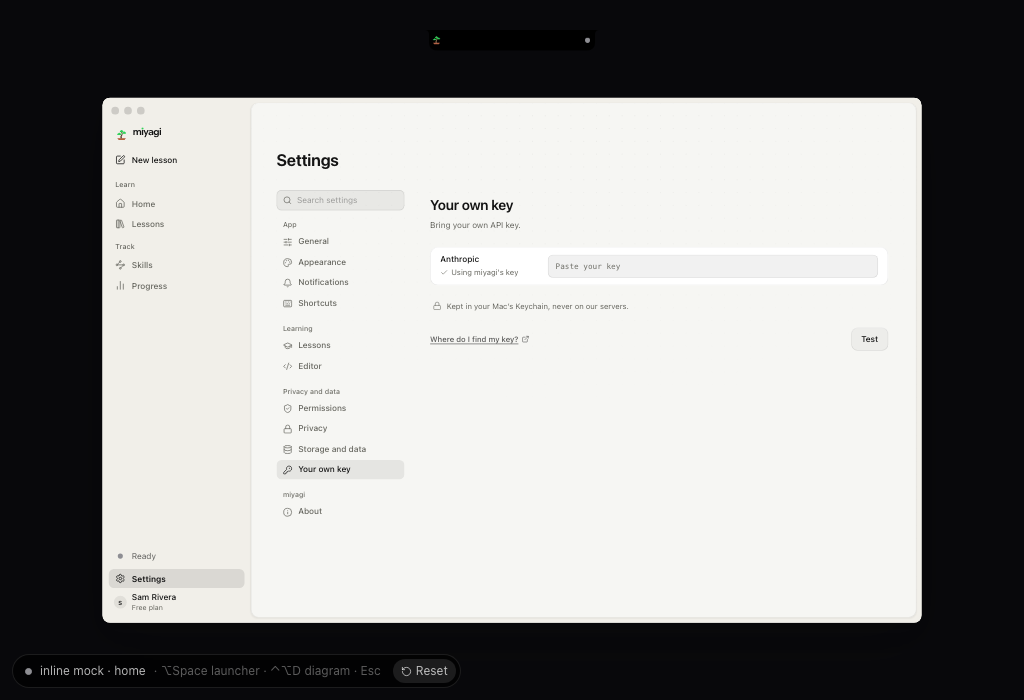 miyagi
New lesson
Learn
Home
Lessons
Track
Skills
Progress
Ready
Settings
S
Sam Rivera
Free plan
Settings
Search settings
App
General
Appearance
Notifications
Shortcuts
Learning
Lessons
Editor
Privacy and data
Permissions
Privacy
Storage and data
Your own key
miyagi
About
Your own key
Bring your own API key.
Anthropic
Using miyagi's key
Paste your key
Kept in your Mac's Keychain, never on our servers.
Where do I find my key?
Test
inline mock · home · ⌥Space launcher · ^⌥D diagram · Esc
Reset